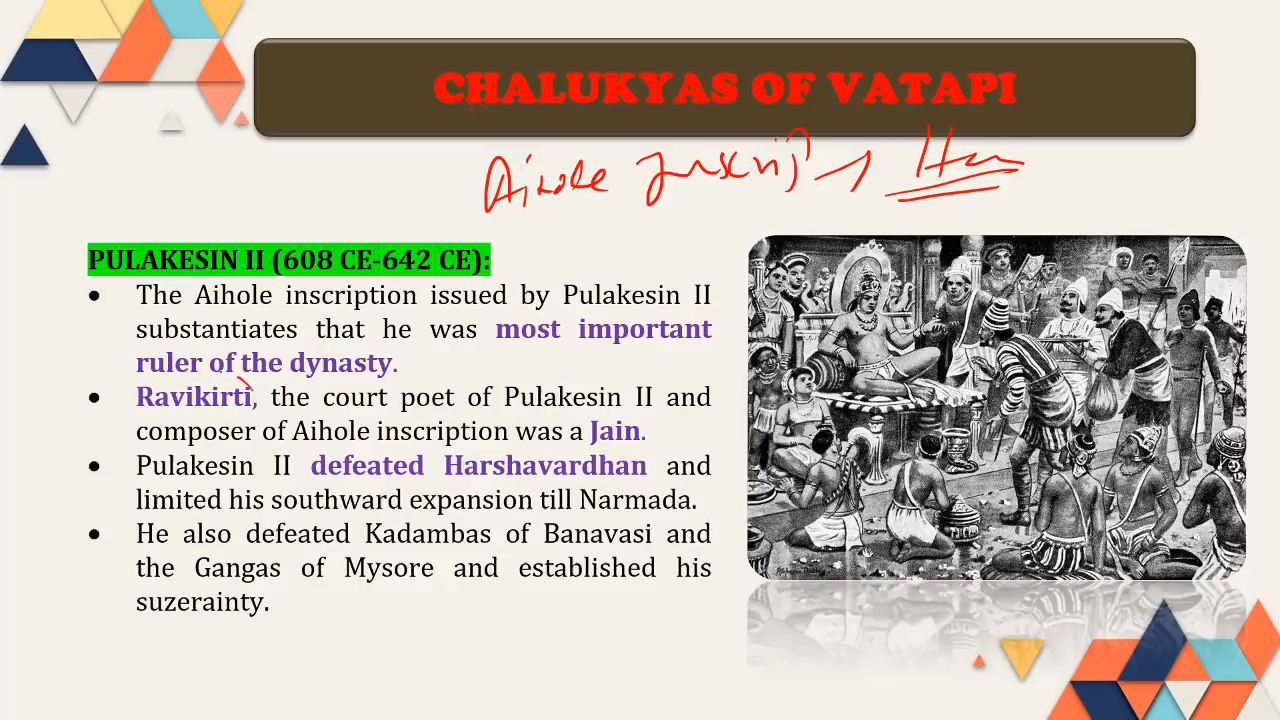 CHALUKYAS OF VATAPI
Aihole
PULAKESIN II (608 CE-642 CE):
• The Aihole inscription issued by Pulakesin II
substantiates that he was most important
ruler of the dynasty.
• Ravikirti, the court poet of Pulakesin II and
composer of Aihole inscription was a Jain.
• Pulakesin II defeated Harshavardhan and
limited his southward expansion till Narmada.
• He also defeated Kadambas of Banavasi and
the Gangas of Mysore and established his
suzerainty.